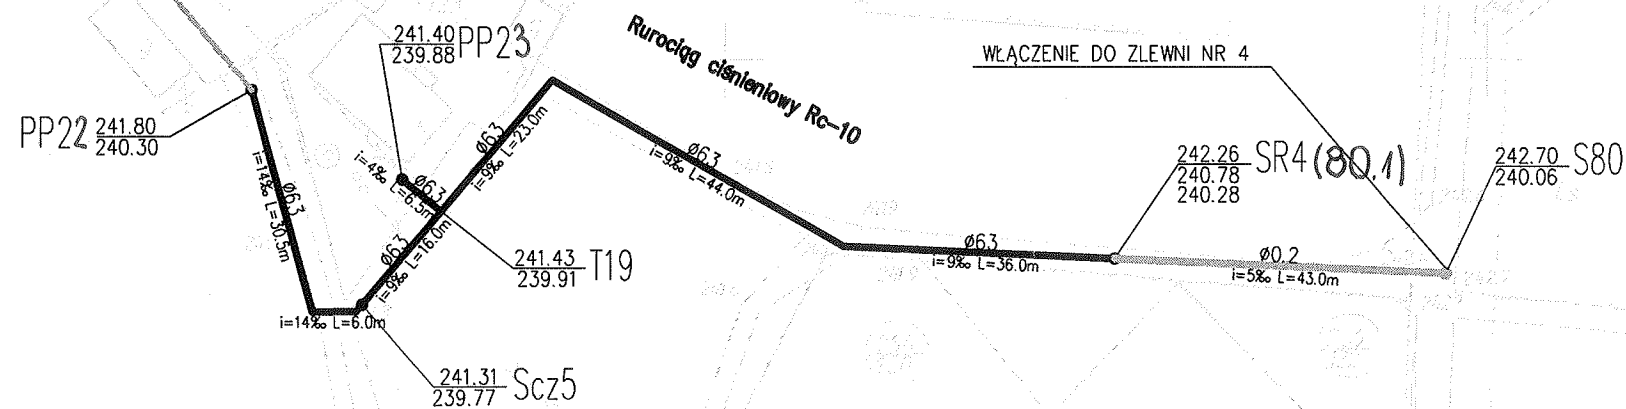 241.40
239.88 PP23
Rurociąg ciśnieniowy Rc-10
WŁĄCZENIE DO ZLEWNI NR 4
PP22 241.80
240.30
i=14‰ L=30.5m
Ø63
i=4‰ L=6.5m
Ø63
Ø63
i=9‰ L=23.0m
Ø63
i=9‰ L=44.0m
242.26 SR4 (80.1)
240.78
240.28
242.70 S80
240.06
Ø63
i=9‰ L=16.0m
241.43 T19
239.91
Ø63
i=9‰ L=36.0m
Ø0.2
i=5‰ L=43.0m
i=14‰ L=6.0m
241.31 Scz5
239.77